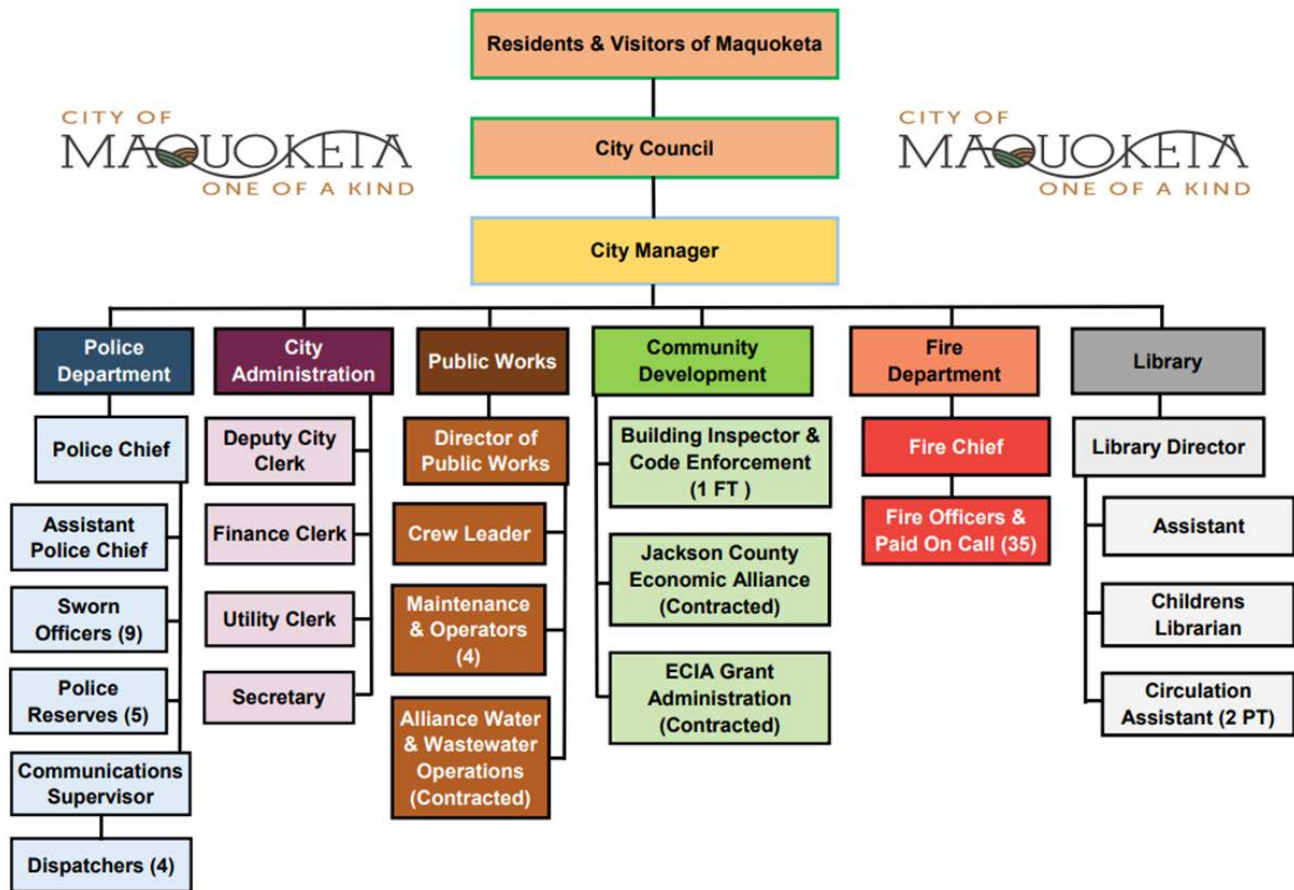 Residents & Visitors of Maquoketa
CITY OF
MAQUOKETA
ONE OF A KIND
City Council
CITY OF
MAQUOKETA
ONE OF A KIND
City Manager
Police
Department
Police Chief
Assistant
Police Chief
Sworn
Officers (9)
Police
Reserves (5)
Communications
Supervisor
Dispatchers (4)
City
Administration
Deputy City
Clerk
Finance Clerk
Utility Clerk
Secretary
Public Works
Director of
Public Works
Crew Leader
Maintenance
& Operators
(4)
Alliance Water
& Wastewater
Operations
(Contracted)
Community
Development
Building Inspector &
Code Enforcement
(1 FT )
Jackson County
Economic Alliance
(Contracted)
ECIA Grant
Administration
(Contracted)
Fire
Department
Fire Chief
Fire Officers &
Paid On Call (35)
Library
Library Director
Assistant
Childrens
Librarian
Circulation
Assistant (2 PT)